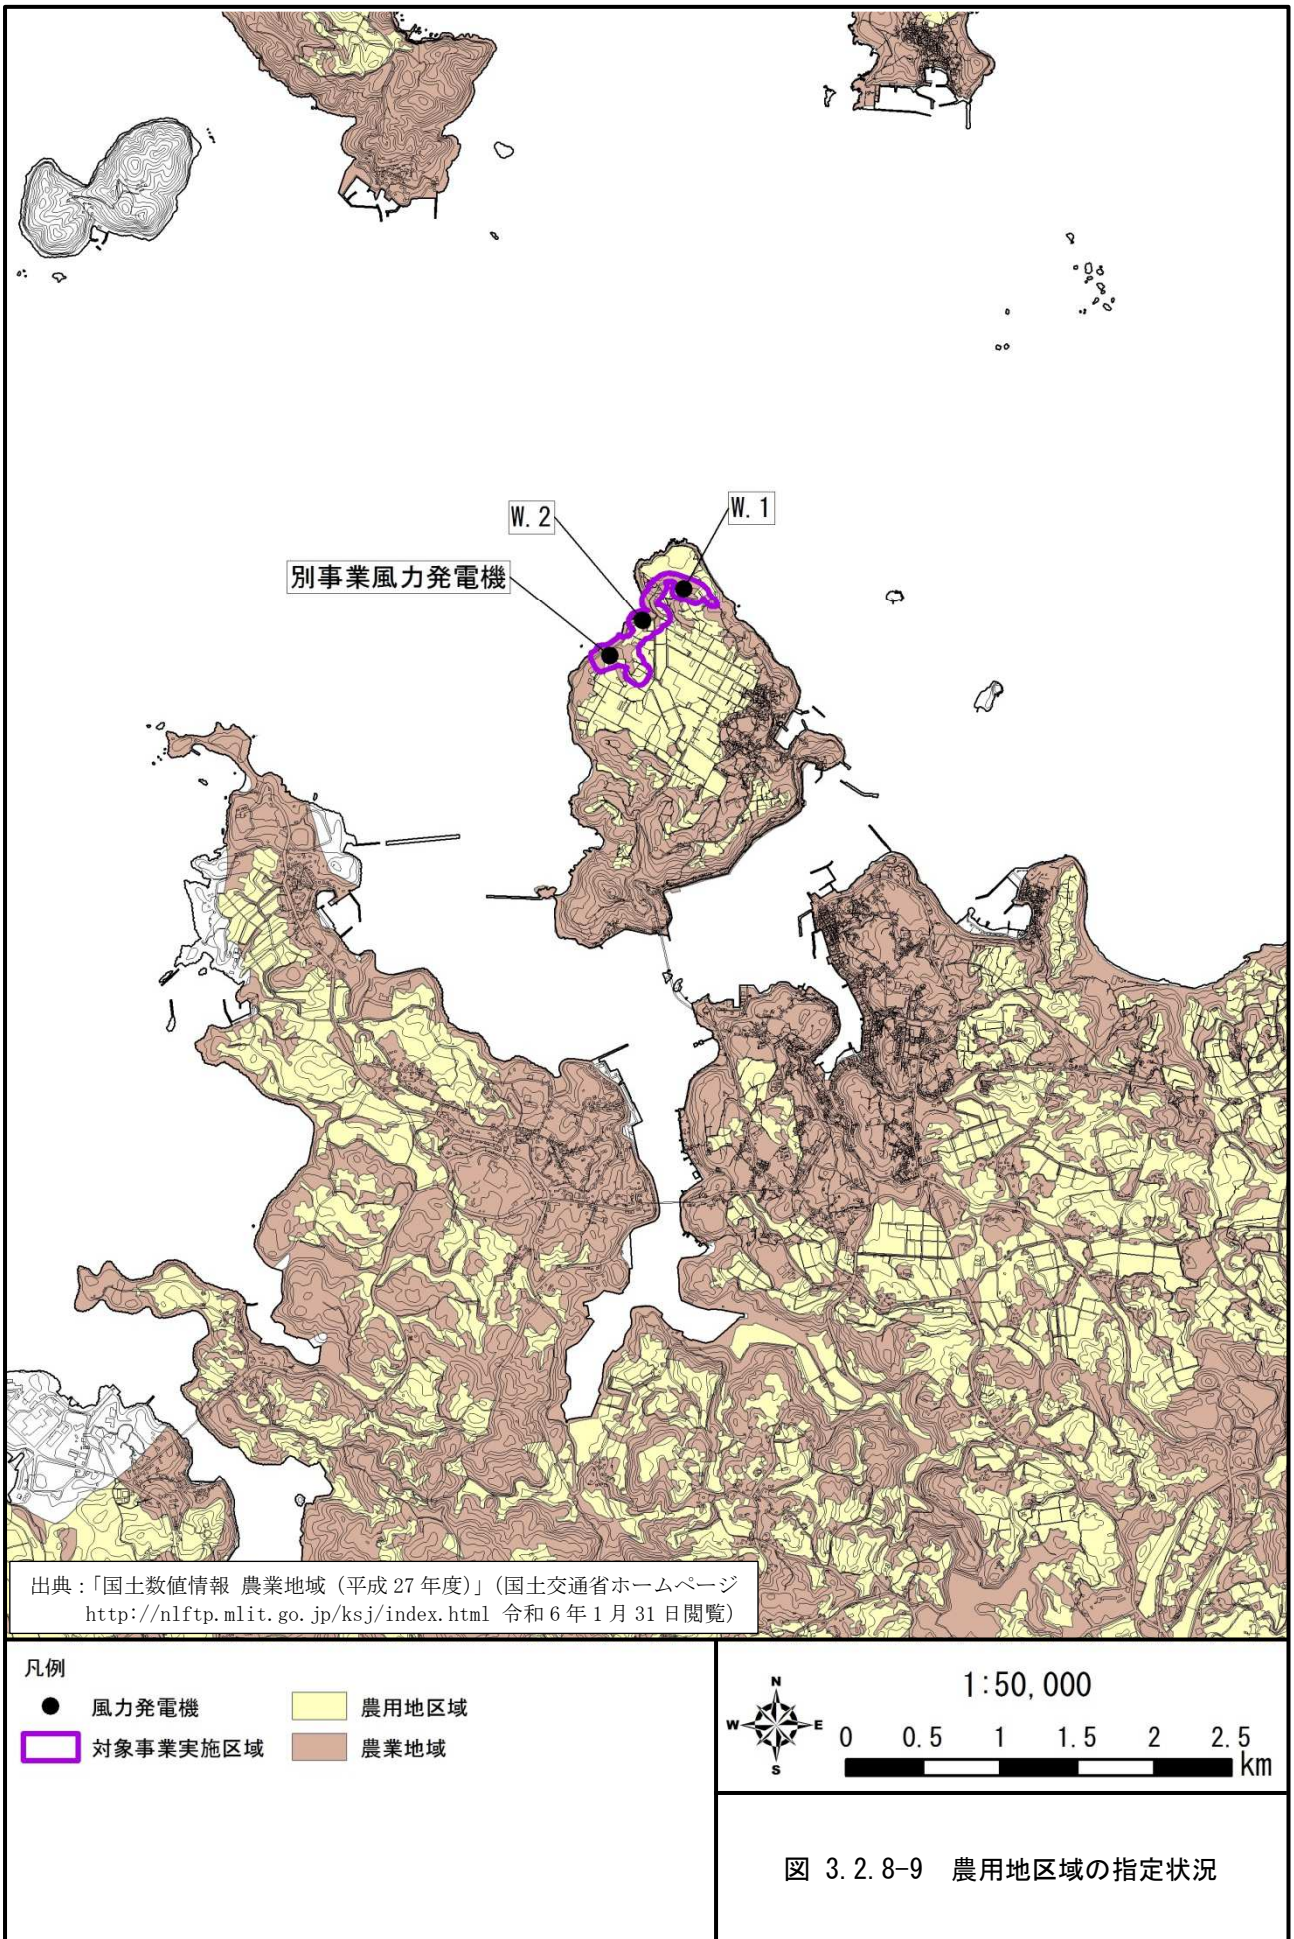 W. 1
W. 2
別事業風力発電機
出典：「国土数値情報 農業地域（平成 27 年度）」（国土交通省ホームページ
http://nlftp.mlit.go.jp/ksj/index.html 令和 6 年 1 月 31 日閲覧）
凡例
風力発電機
農用地区域
対象事業実施区域
農業地域
N
W
E
S
1:50,000
0 0.5 1 1.5 2 2.5
km
図 3.2.8-9 農用地区域の指定状況